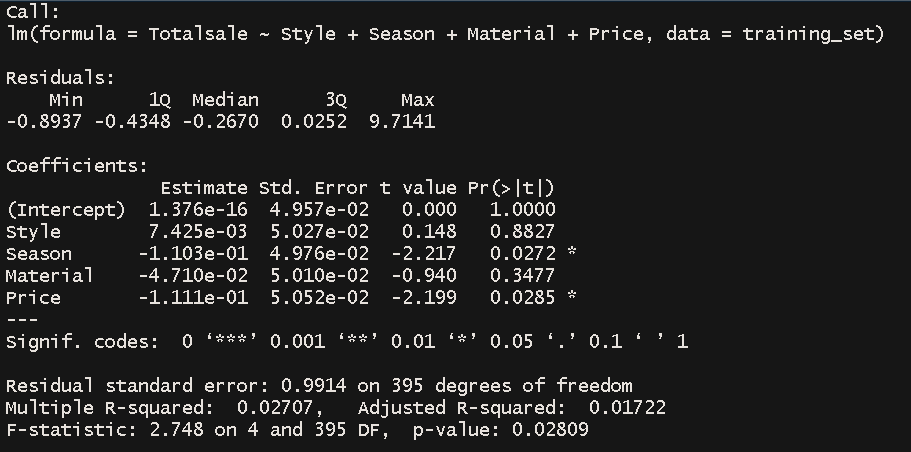 Call:
lm(formula = Totalsale ~ Style + Season + Material + Price, data = training_set)
Residuals:
    Min      1Q  Median      3Q     Max
-0.8937 -0.4348 -0.2670  0.0252  9.7141
Coefficients:
              Estimate Std. Error t value Pr(>|t|)
(Intercept)  1.376e-16  4.957e-02   0.000   1.0000
Style        7.425e-03  5.027e-02   0.148   0.8827
Season      -1.103e-01  4.976e-02  -2.217   0.0272 *
Material    -4.710e-02  5.010e-02  -0.940   0.3477
Price       -1.111e-01  5.052e-02  -2.199   0.0285 *
---
Signif. codes:  0 ‘***’ 0.001 ‘**’ 0.01 ‘*’ 0.05 ‘.’ 0.1 ‘ ’ 1
Residual standard error: 0.9914 on 395 degrees of freedom
Multiple R-squared:  0.02707,   Adjusted R-squared:  0.01722
F-statistic: 2.748 on 4 and 395 DF,  p-value: 0.02809